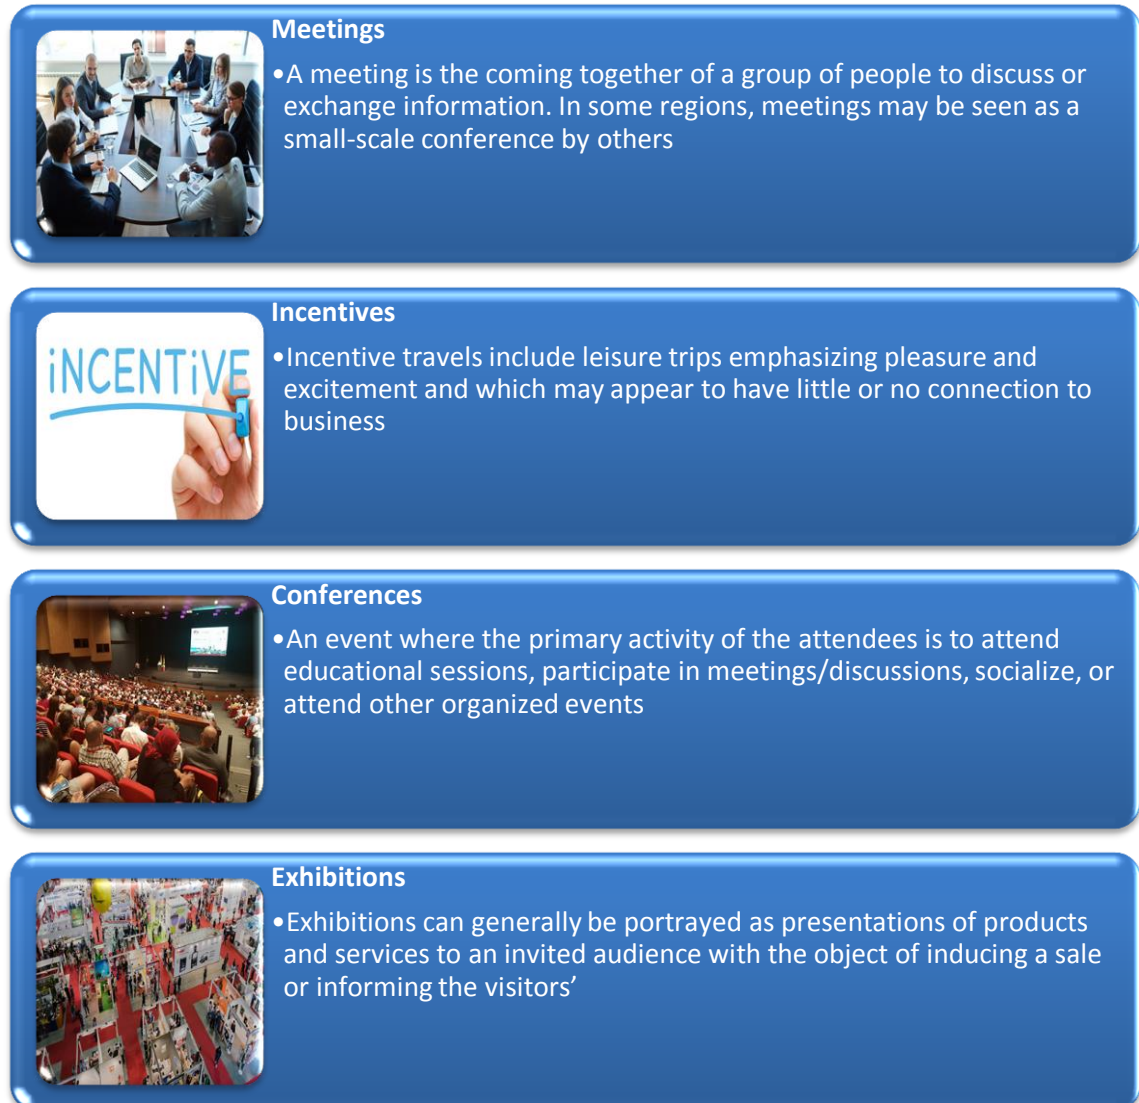 Meetings
•A meeting is the coming together of a group of people to discuss or
exchange information. In some regions, meetings may be seen as a
small-scale conference by others
Incentives
iNCENTiVE
•Incentive travels include leisure trips emphasizing pleasure and
excitement and which may appear to have little or no connection to
business
Conferences
•An event where the primary activity of the attendees is to attend
educational sessions, participate in meetings/discussions, socialize, or
attend other organized events
Exhibitions
•Exhibitions can generally be portrayed as presentations of products
and services to an invited audience with the object of inducing a sale
or informing the visitors’